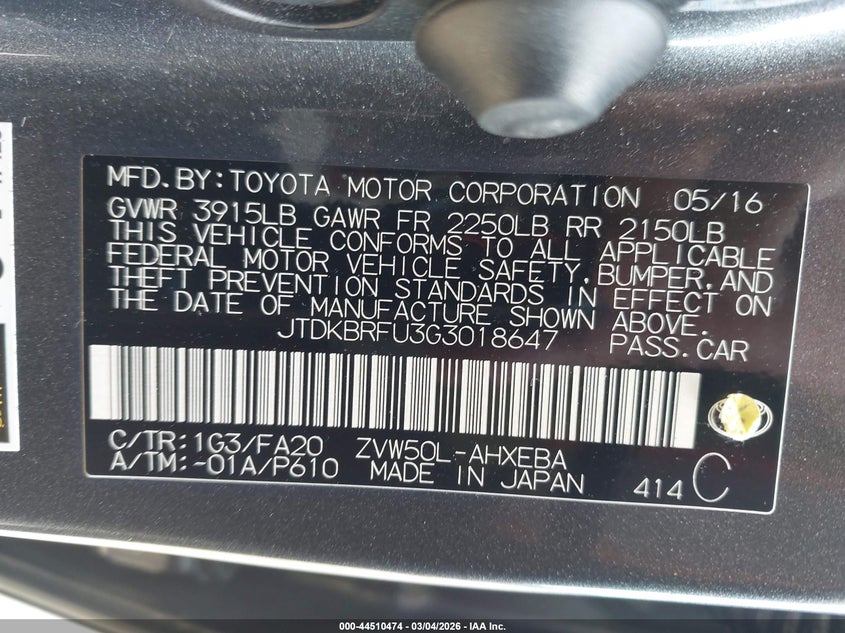 MFD.BY:TOYOTA MOTOR CORPORATION 05/16
GVWR 3915LB GAWR FR 2250LB RR 2150LB
THIS VEHICLE CONFORMS TO ALL APPLICABLE
FEDERAL MOTOR VEHICLE SAFETY,BUMPER,AND
THEFT PREVENTION STANDARDS IN EFFECT ON
THE DATE OF MANUFACTURE SHOWN ABOVE.
JTDKBRFU3G3018647 PASS.CAR
C/TR:1G3/FA20 ZVW50L-AHXEBA
A/TM:-01A/P610 MADE IN JAPAN 414 C
000-44510474 — 03/04/2026 — IAA Inc.